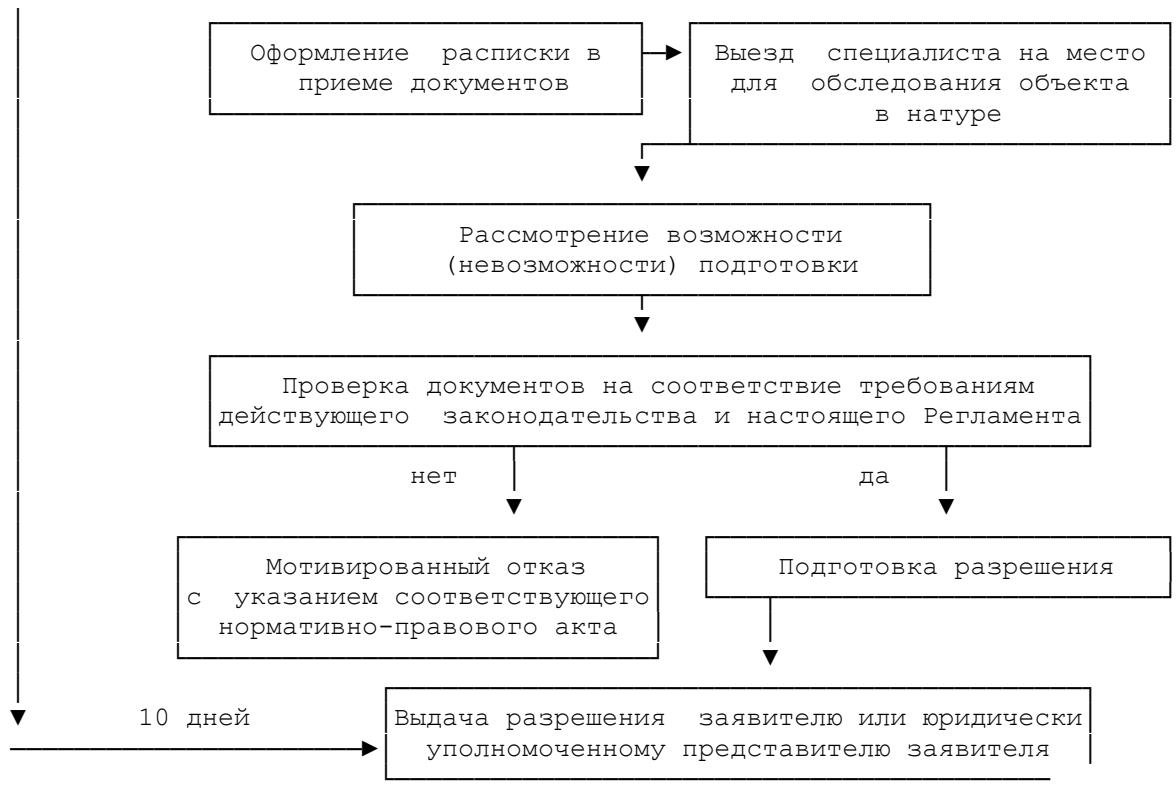 Оформление расписки в
приеме документов
Выезд специалиста на место
для обследования объекта
в натуре
Рассмотрение возможности
(невозможности) подготовки
Проверка документов на соответствие требованиям
действующего законодательства и настоящего Регламента
нет
да
Мотивированный отказ
с указанием соответствующего
нормативно-правового акта
Подготовка разрешения
10 дней
Выдача разрешения заявителю или юридически
уполномоченному представителю заявителя